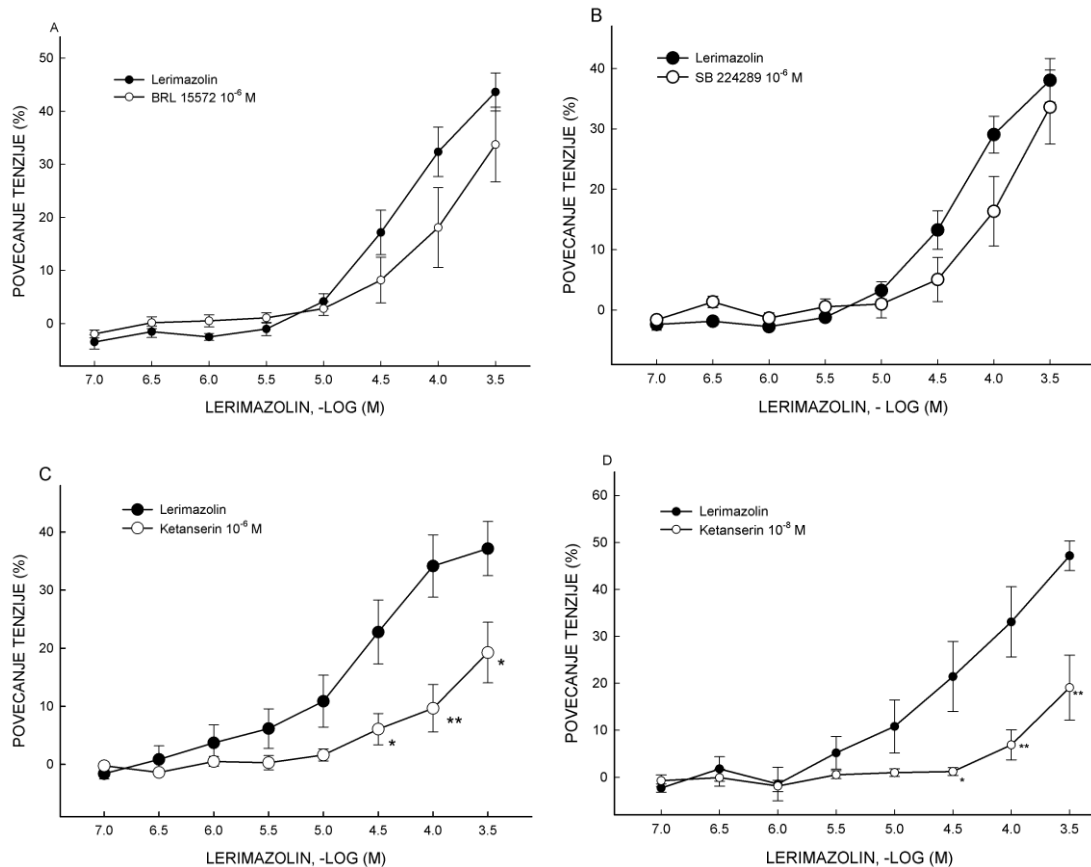 A
Lerimazolin
BRL 15572 10⁻⁶ M
POVECANJE TENZIJE (%)
50
40
30
20
10
0
7.0 6.5 6.0 5.5 5.0 4.5 4.0 3.5
LERIMAZOLIN, -LOG (M)
B
Lerimazolin
SB 224289 10⁻⁶ M
POVECANJE TENZIJE (%)
40
30
20
10
0
7.0 6.5 6.0 5.5 5.0 4.5 4.0 3.5
LERIMAZOLIN, - LOG (M)
C
Lerimazolin
Ketanserin 10⁻⁶ M
POVECANJE TENZIJE (%)
40
30
20
10
0
* ** *
7.0 6.5 6.0 5.5 5.0 4.5 4.0 3.5
LERIMAZOLIN, -LOG (M)
D
Lerimazolin
Ketanserin 10⁻⁸ M
POVECANJE TENZIJE (%)
60
50
40
30
20
10
0
* ** **
7.0 6.5 6.0 5.5 5.0 4.5 4.0 3.5
LERIMAZOLIN, -LOG (M)